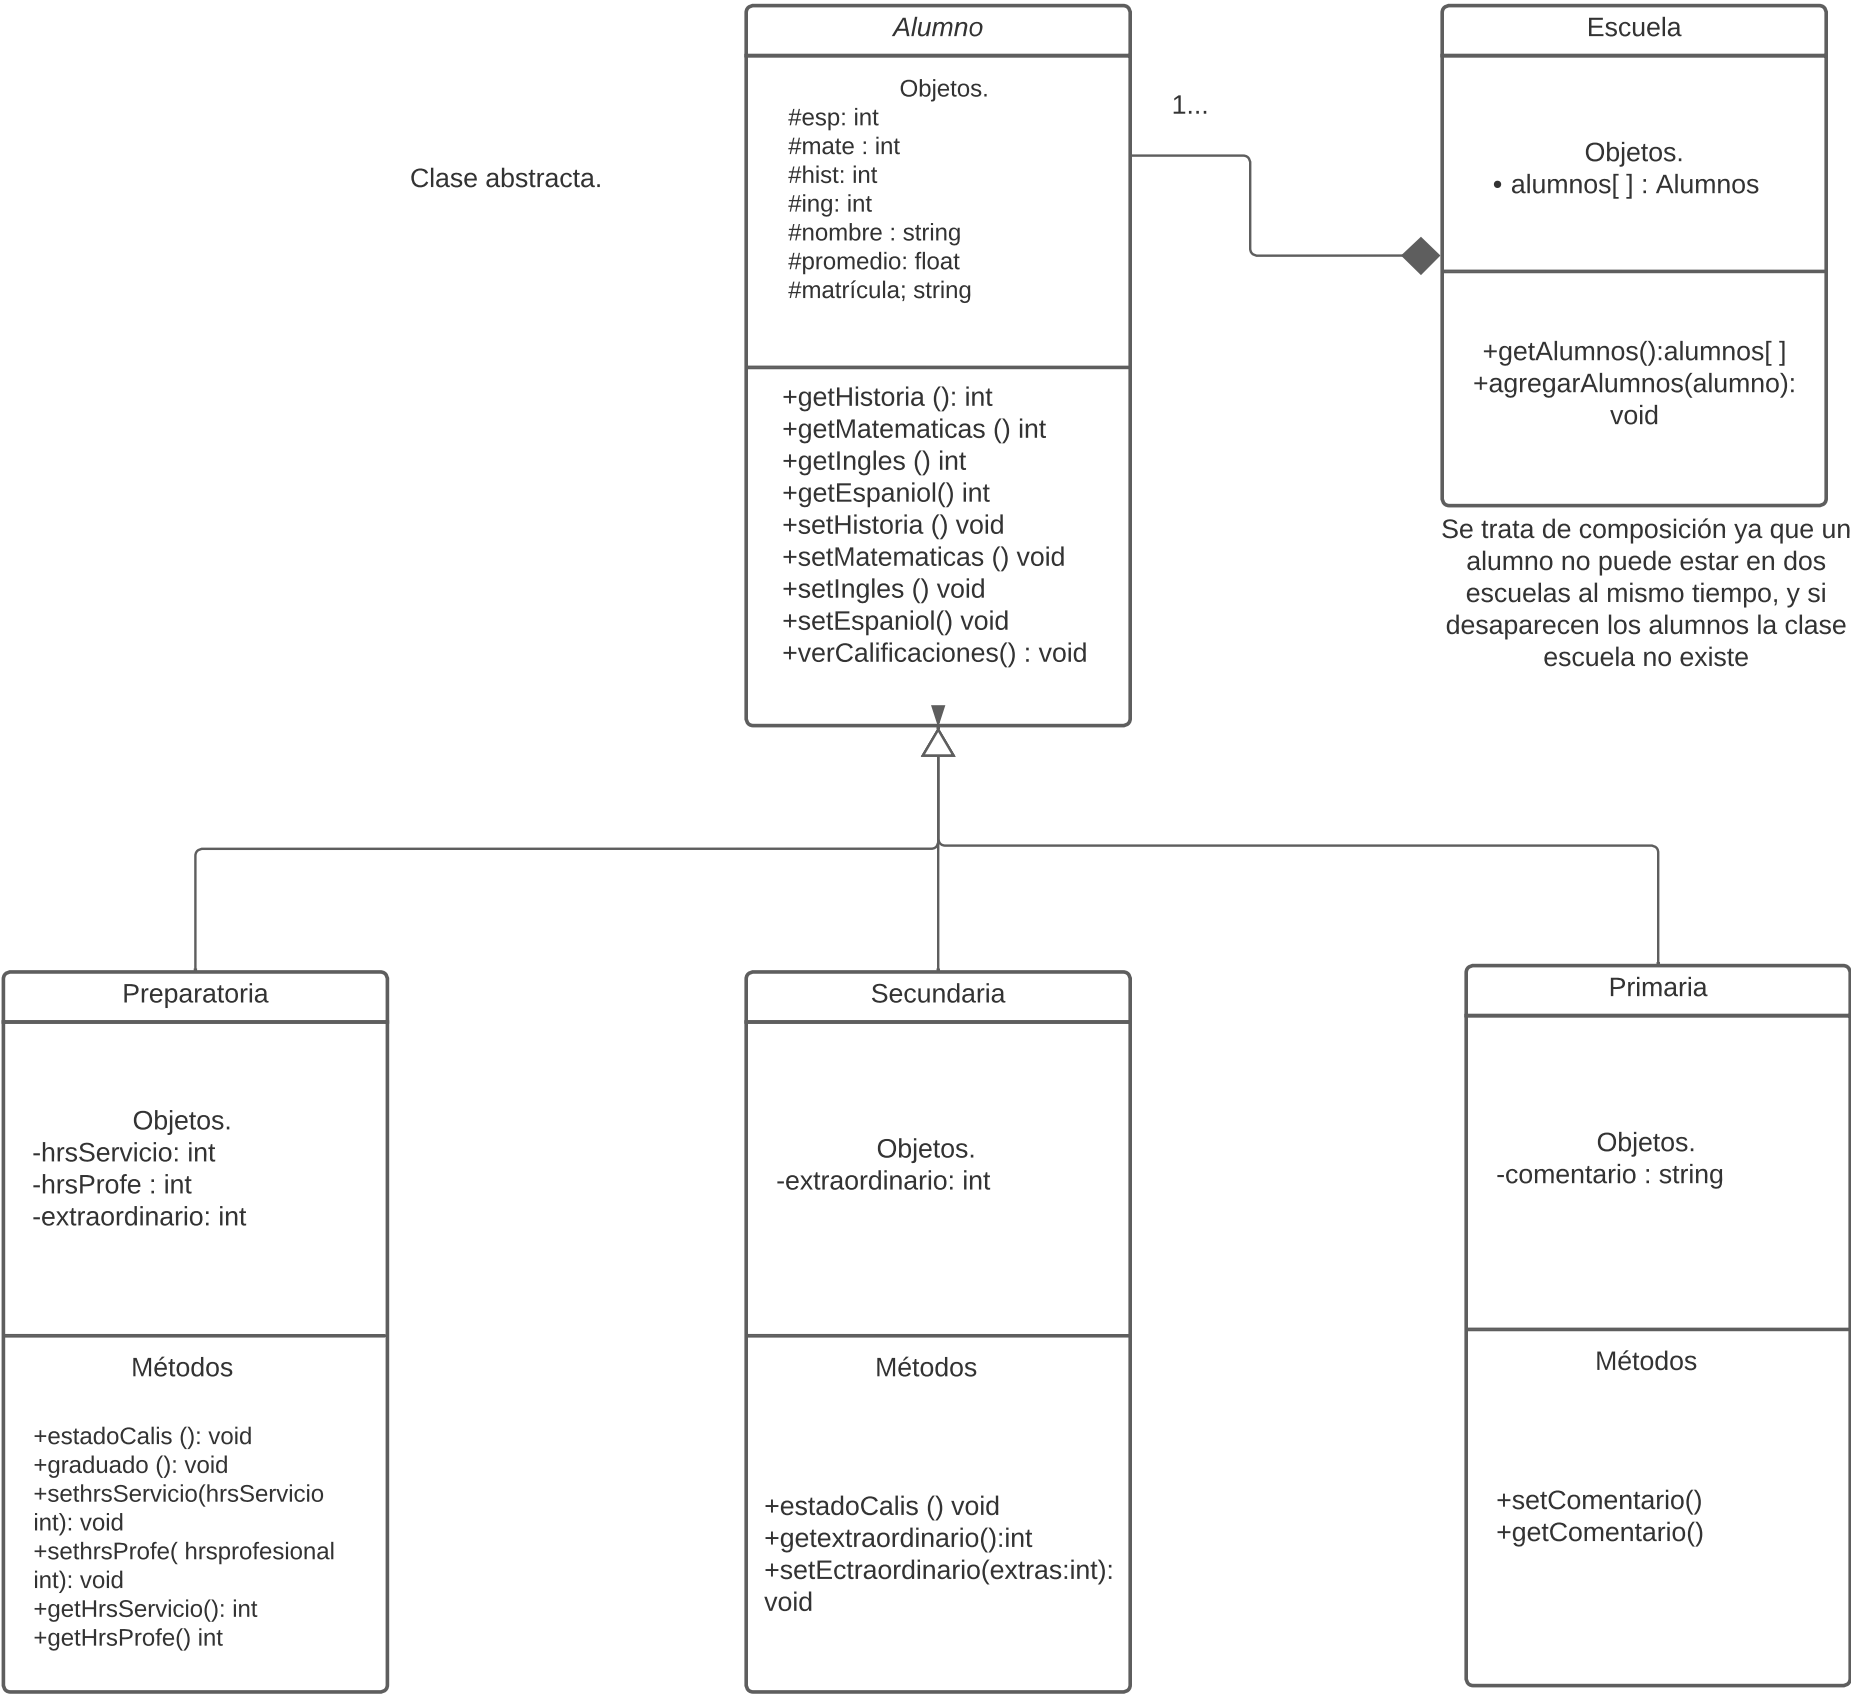 Alumno
Objetos.
#esp: int
#mate : int
#hist: int
#ing: int
#nombre : string
#promedio: float
#matrícula; string
+getHistoria (): int
+getMatematicas () int
+getIngles () int
+getEspaniol() int
+setHistoria () void
+setMatematicas () void
+setIngles () void
+setEspaniol() void
+verCalificaciones() : void
Clase abstracta.
1...
Escuela
Objetos.
• alumnos[ ] : Alumnos
+getAlumnos():alumnos[ ]
+agregarAlumnos(alumno):
void
Se trata de composición ya que un
alumno no puede estar en dos
escuelas al mismo tiempo, y si
desaparecen los alumnos la clase
escuela no existe
Preparatoria
Objetos.
-hrsServicio: int
-hrsProfe : int
-extraordinario: int
Métodos
+estadoCalis (): void
+graduado (): void
+sethrsServicio(hrsServicio
int): void
+sethrsProfe( hrsprofesional
int): void
+getHrsServicio(): int
+getHrsProfe() int
Secundaria
Objetos.
-extraordinario: int
Métodos
+estadoCalis () void
+getextraordinario():int
+setEctraordinario(extras:int):
void
Primaria
Objetos.
-comentario : string
Métodos
+setComentario()
+getComentario()